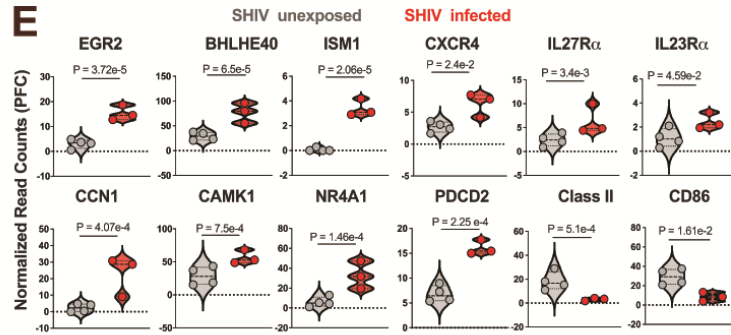 E
SHIV unexposed SHIV infected
EGR2 BHLHE40 ISM1 CXCR4 IL27Rα IL23Rα
P = 3.72e-5 P = 6.5e-5 P = 2.06e-5 P = 2.4e-2 P = 3.4e-3 P = 4.59e-2
30 150 6 10 15 6
20 100 4 10 4
10 50 2 5 5 2
0 0 0 0 0 0
-10 -50 -2 -5 -5 -2
Normalized Read Counts (PFC)
CCN1 CAMK1 NR4A1 PDCD2 Class II CD86
P = 4.07e-4 P = 7.5e-4 P = 1.46e-4 P = 2.25 e-4 P = 5.1e-4 P = 1.61e-2
50 100 80 20 60 60
40 60 15 40 40
30 50 40
20 20 10 20 20
10 0 5 0 0
0 0
-10 -50 -20 0 -20 -20